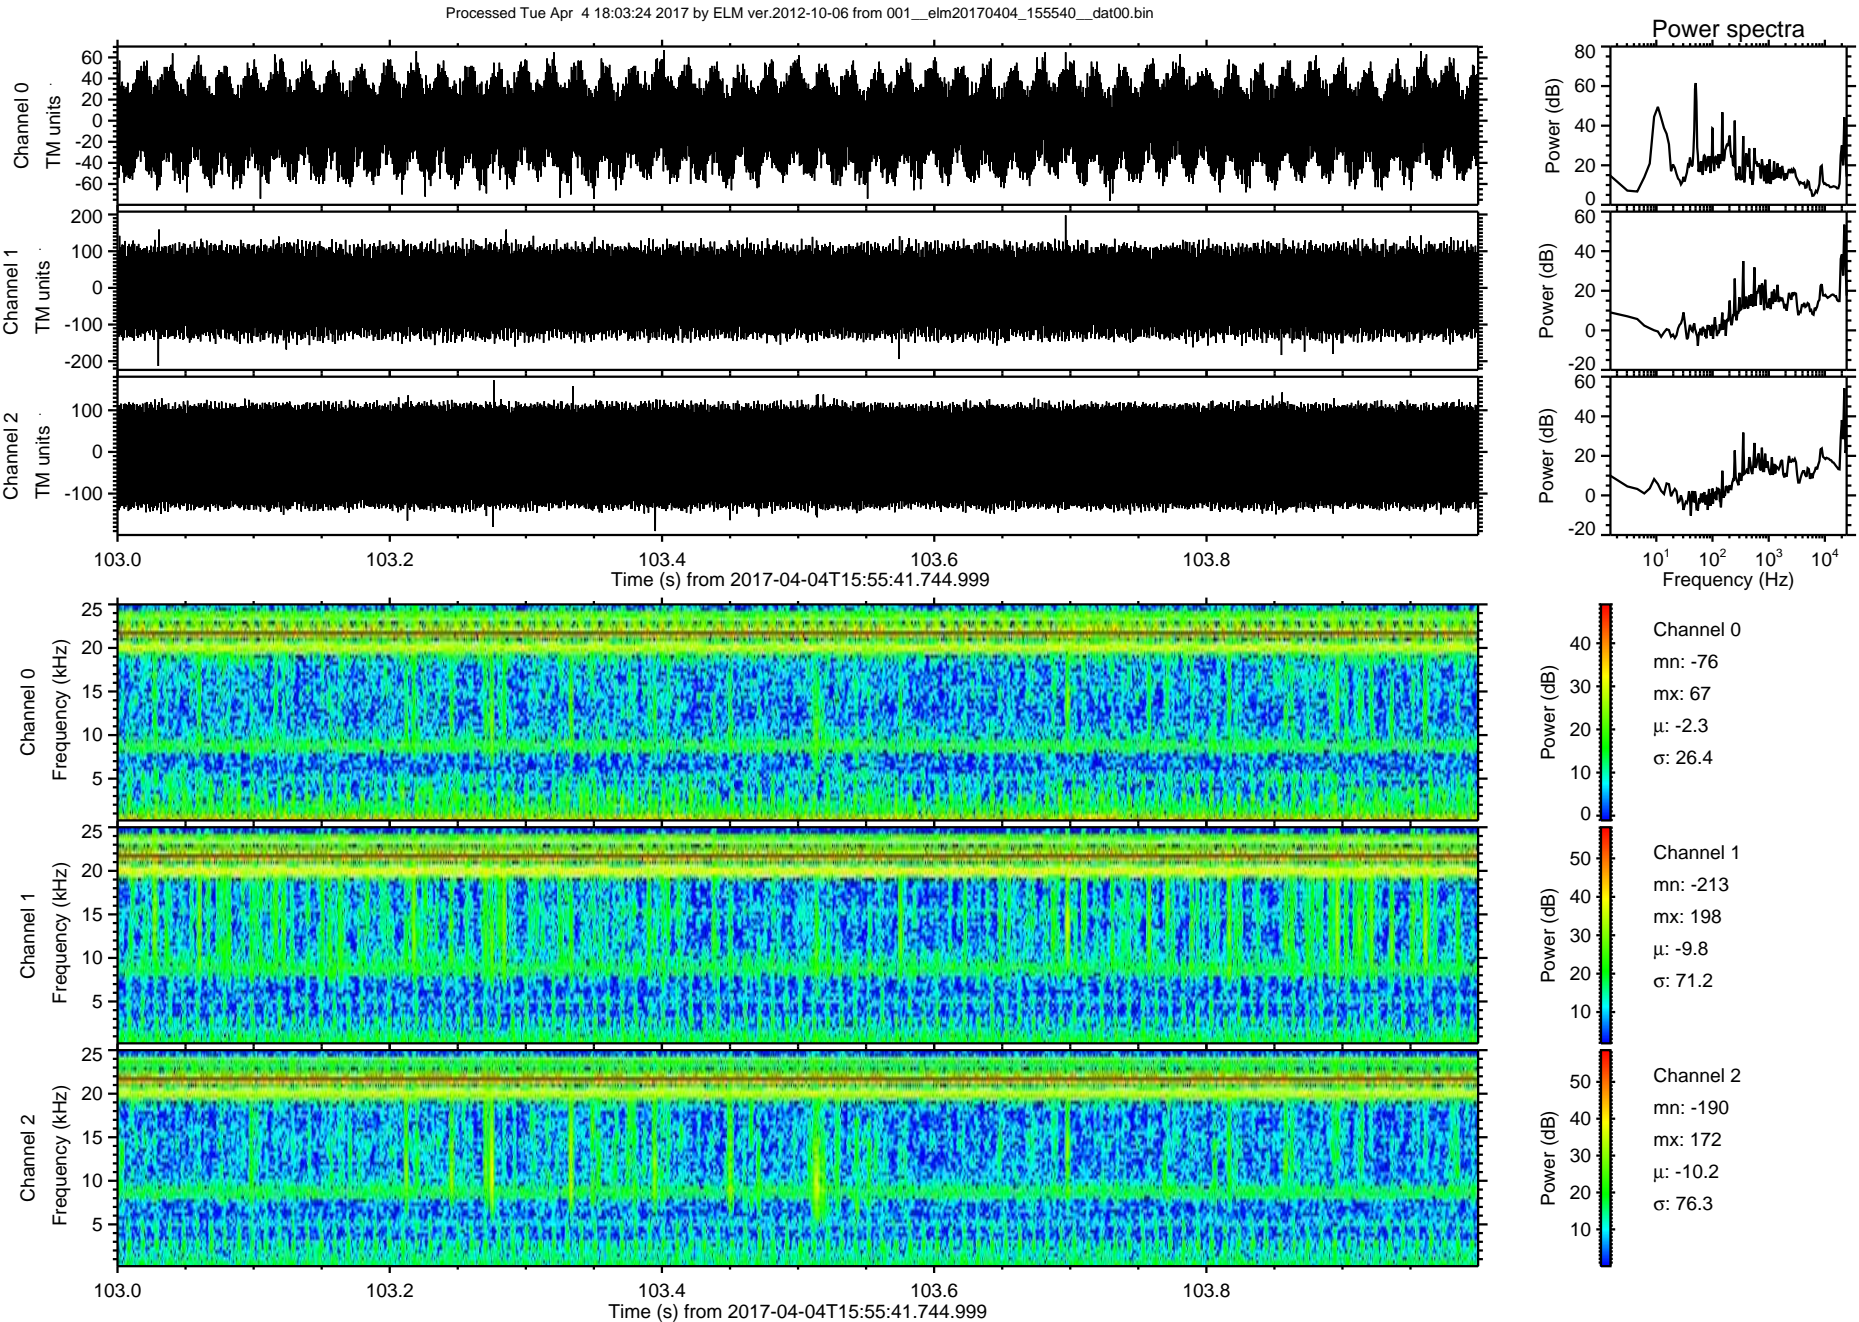 Processed Tue Apr  4 18:03:24 2017 by ELM ver.2012-10-06 from 001__elm20170404_155540__dat00.bin
Power spectra
Channel 0
TM units
60
40
20
0
-20
-40
-60
Power (dB)
80
60
40
20
0
Channel 1
TM units
200
100
0
-100
-200
Power (dB)
60
40
20
0
-20
Channel 2
TM units
100
0
-100
Power (dB)
60
40
20
0
-20
103.0 103.2 103.4 103.6 103.8
Time (s) from 2017-04-04T15:55:41.744.999
10¹ 10² 10³ 10⁴
Frequency (Hz)
Channel 0
Frequency (kHz)
25
20
15
10
5
Power (dB)
40
30
20
10
0
Channel 0
mn: -76
mx: 67
μ: -2.3
σ: 26.4
Channel 1
Frequency (kHz)
25
20
15
10
5
Power (dB)
50
40
30
20
10
Channel 1
mn: -213
mx: 198
μ: -9.8
σ: 71.2
Channel 2
Frequency (kHz)
25
20
15
10
5
Power (dB)
50
40
30
20
10
Channel 2
mn: -190
mx: 172
μ: -10.2
σ: 76.3
103.0 103.2 103.4 103.6 103.8
Time (s) from 2017-04-04T15:55:41.744.999